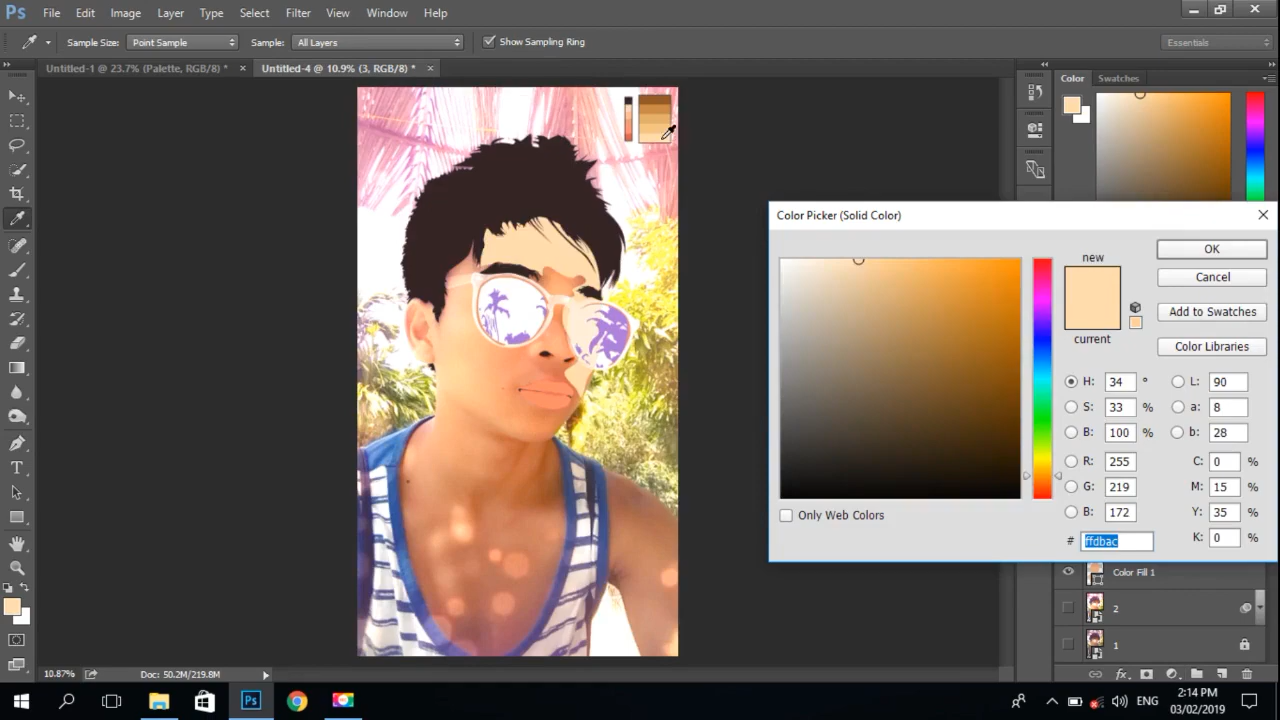 Ps File Edit Image Layer Type Select Filter View Window Help
Sample Size: Point Sample Sample: All Layers Show Sampling Ring Essentials
Untitled-1 @ 23.7% (Palette, RGB/8) * × Untitled-4 @ 10.9% (3, RGB/8) * ×
Color Swatches
Color Picker (Solid Color)
new
OK
Cancel
Add to Swatches
current
Color Libraries
H: 34 ° L: 90
S: 33 % a: 8
B: 100 % b: 28
R: 255 C: 0 %
G: 219 M: 15 %
B: 172 Y: 35 %
Only Web Colors
# ffdbac K: 0 %
Color Fill 1
2
1
10.87% Doc: 50.2M/219.8M
Ps ENG 2:14 PM
03/02/2019